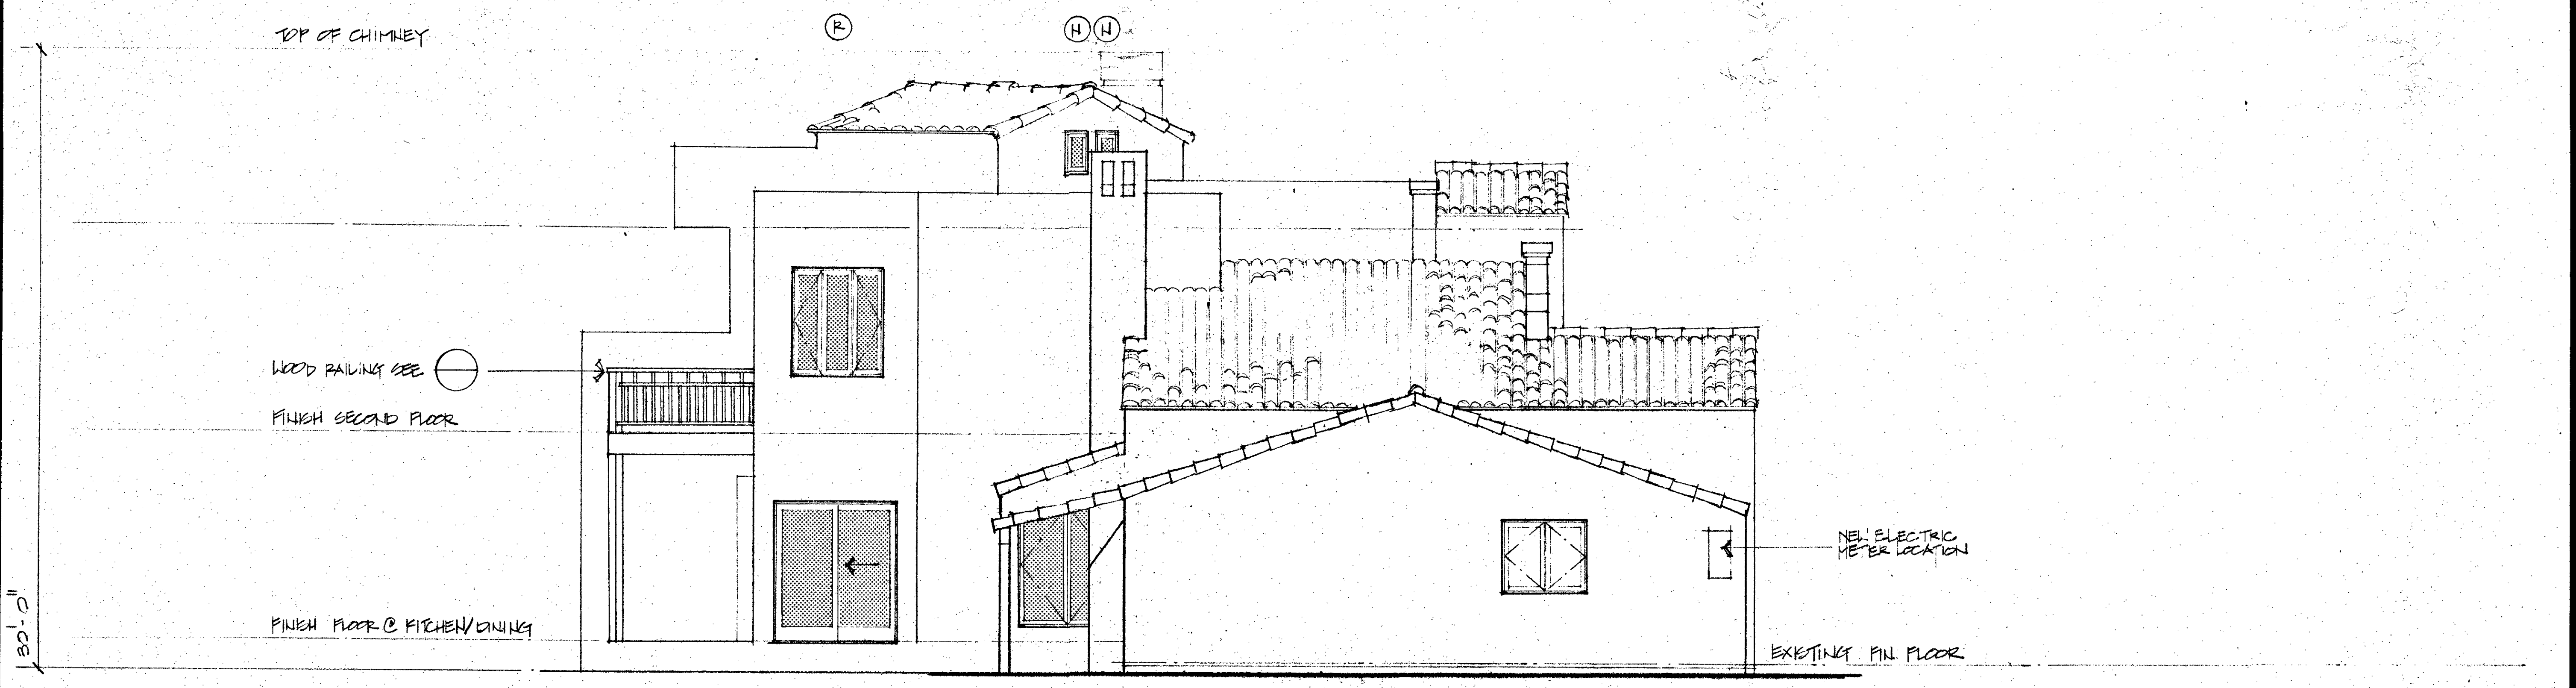 TOP OF CHIMNEY
R
N N
WOOD RAILING SEE
FINISH SECOND FLOOR
NEW ELECTRIC
METER LOCATION
FINISH FLOOR @ KITCHEN/DINING
30'-0"
EXISTING FIN. FLOOR